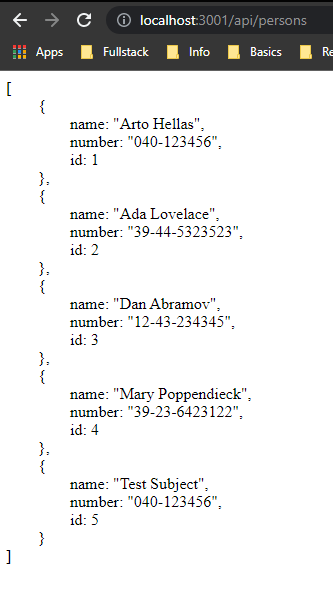 localhost:3001/api/persons
Apps Fullstack Info Basics Re
[
{
name: "Arto Hellas",
number: "040-123456",
id: 1
},
{
name: "Ada Lovelace",
number: "39-44-5323523",
id: 2
},
{
name: "Dan Abramov",
number: "12-43-234345",
id: 3
},
{
name: "Mary Poppendieck",
number: "39-23-6423122",
id: 4
},
{
name: "Test Subject",
number: "040-123456",
id: 5
}
]